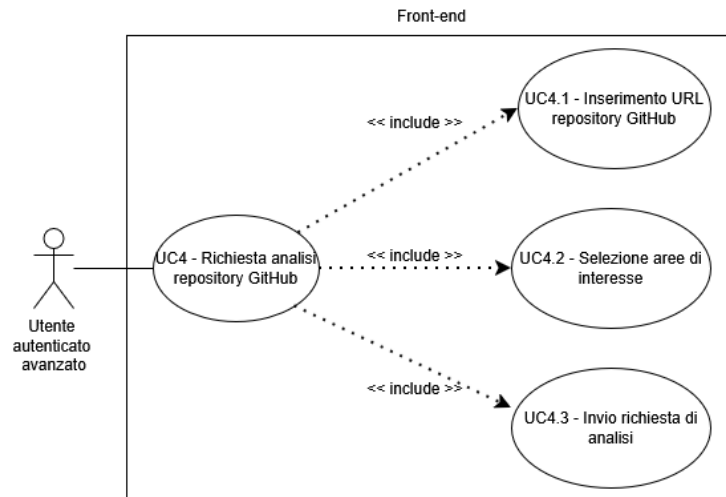 Front-end
UC4.1 - Inserimento URL
repository GitHub
<< include >>
UC4 - Richiesta analisi
repository GitHub
<< include >>
UC4.2 - Selezione aree di
interesse
Utente
autenticato
avanzato
<< include >>
UC4.3 - Invio richiesta di
analisi